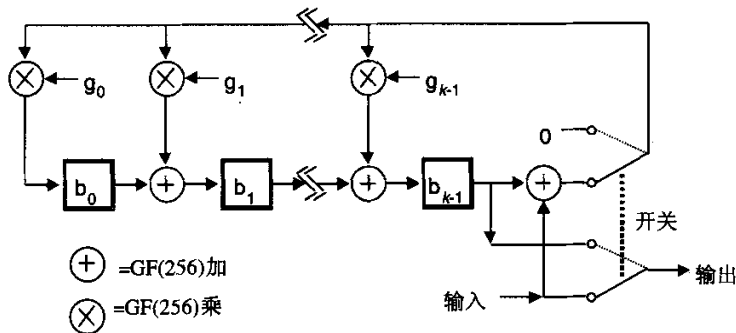 g₀
g₁
gₖ₋₁
0
b₀
b₁
bₖ₋₁
开关
=GF(256)加
输出
=GF(256)乘
输入